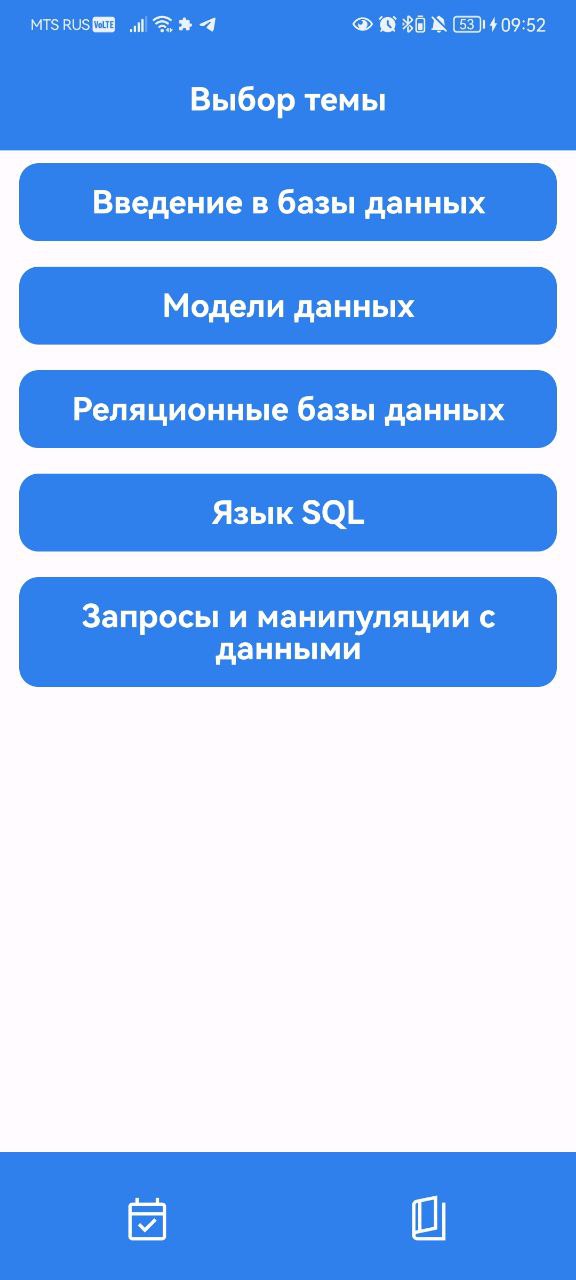 MTS RUS VoLTE 53 09:52
Выбор темы
Введение в базы данных
Модели данных
Реляционные базы данных
Язык SQL
Запросы и манипуляции с
данными